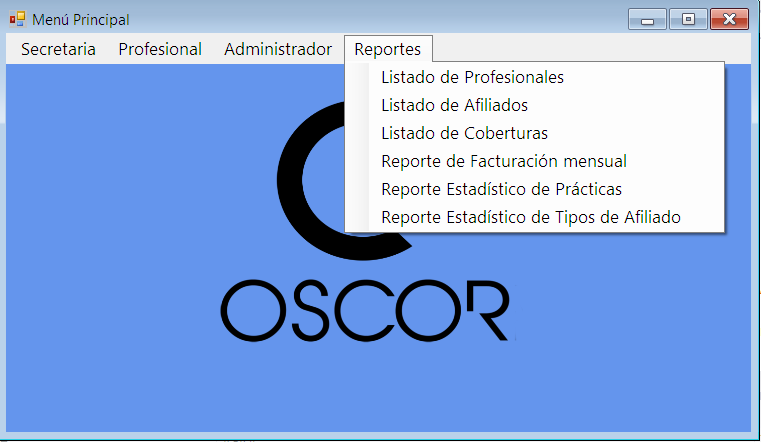 Menú Principal
Secretaria Profesional Administrador Reportes
Listado de Profesionales
Listado de Afiliados
Listado de Coberturas
Reporte de Facturación mensual
Reporte Estadístico de Prácticas
Reporte Estadístico de Tipos de Afiliado
OSCOR